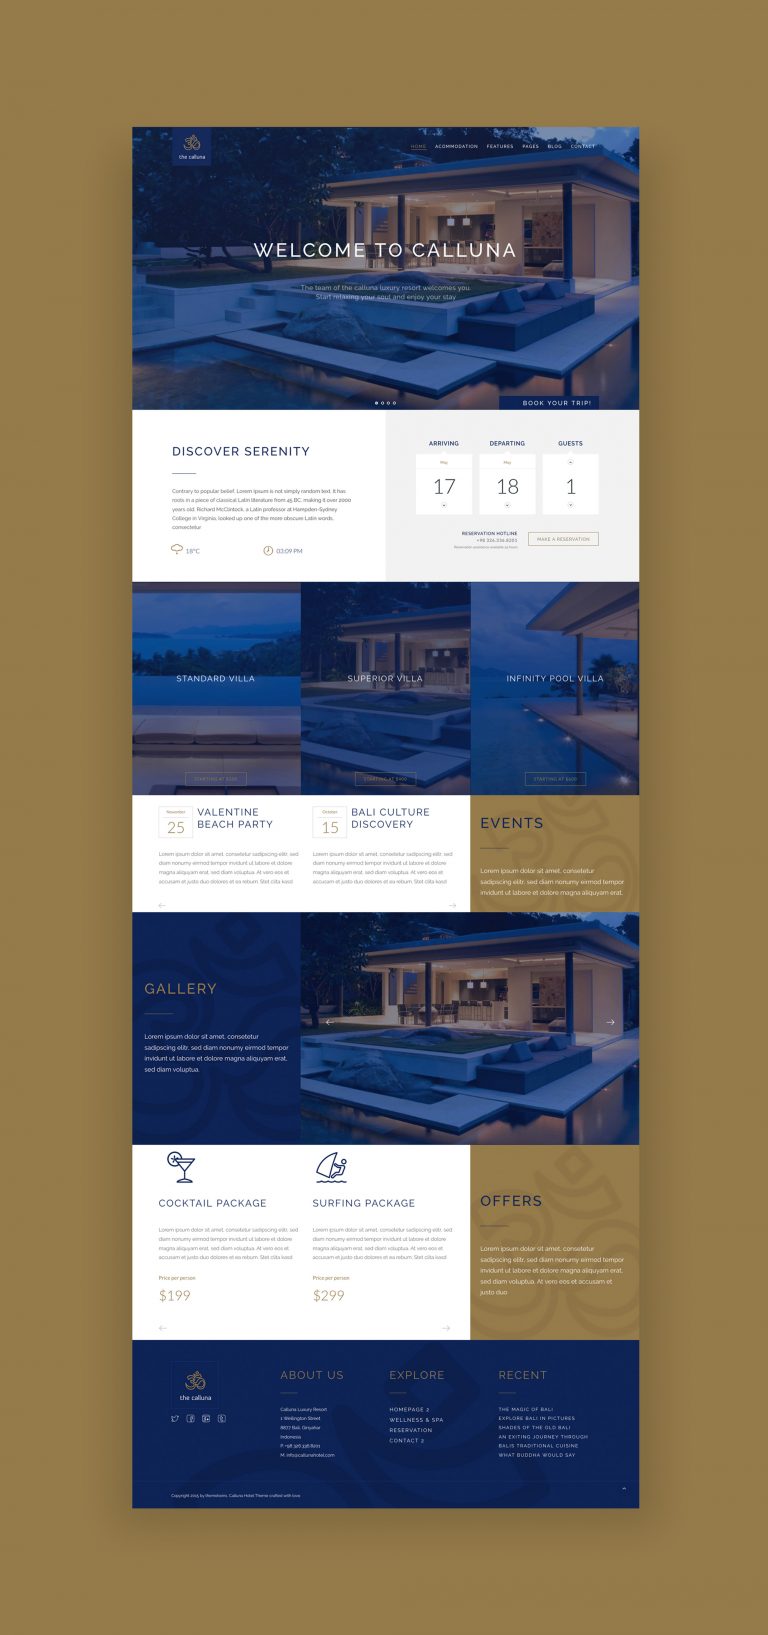 the calluna
HOME ACOMMODATION FEATURES PAGES BLOG CONTACT
WELCOME TO CALLUNA
The team of the calluna luxury resort welcomes you.
Start relaxing your soul and enjoy your stay
BOOK YOUR TRIP!
DISCOVER SERENITY
Contrary to popular belief, Lorem Ipsum is not simply random text. It has
roots in a piece of classical Latin literature from 45 BC, making it over 2000
years old. Richard McClintock, a Latin professor at Hampden-Sydney
College in Virginia, looked up one of the more obscure Latin words,
consectetur
18°C
03:09 PM
ARRIVING DEPARTING GUESTS
May May
17 18 1
RESERVATION HOTLINE
+98 326.336.8201
Reservation assistance available 24 hours
MAKE A RESERVATION
STANDARD VILLA
STARTING AT
SUPERIOR VILLA
STARTING AT $400
INFINITY POOL VILLA
STARTING AT $600
November
25
VALENTINE
BEACH PARTY
Lorem ipsum dolor sit amet, consetetur sadipscing elitr, sed
diam nonumy eirmod tempor invidunt ut labore et dolore
magna aliquyam erat, sed diam voluptua. At vero eos et
accusam et justo duo dolores et ea rebum. Stet clita kasd
October
15
BALI CULTURE
DISCOVERY
Lorem ipsum dolor sit amet, consetetur sadipscing elitr, sed
diam nonumy eirmod tempor invidunt ut labore et dolore
magna aliquyam erat, sed diam voluptua. At vero eos et
accusam et justo duo dolores et ea rebum. Stet clita kasd
EVENTS
Lorem ipsum dolor sit amet, consetetur
sadipscing elitr, sed diam nonumy eirmod
tempor invidunt ut labore et dolore
magna aliquyam erat, sed diam
voluptua. At vero eos et accusam et
GALLERY
Lorem ipsum dolor sit amet, consetetur
sadipscing elitr, sed diam nonumy eirmod tempor
invidunt ut labore et dolore magna aliquyam erat,
sed diam voluptua.
COCKTAIL PACKAGE
Lorem ipsum dolor sit amet, consetetur sadipscing elitr, sed
diam nonumy eirmod tempor invidunt ut labore et dolore
magna aliquyam erat, sed diam voluptua. At vero eos et
accusam et justo duo dolores et ea rebum. Stet clita kasd
Price per person
$199
SURFING PACKAGE
Lorem ipsum dolor sit amet, consetetur sadipscing elitr, sed
diam nonumy eirmod tempor invidunt ut labore et dolore
magna aliquyam erat, sed diam voluptua. At vero eos et
accusam et justo duo dolores et ea rebum. Stet clita kasd
Price per person
$299
OFFERS
Lorem ipsum dolor sit amet, consetetur
sadipscing elitr, sed diam nonumy eirmod
tempor invidunt ut labore et dolore
magna aliquyam erat, sed diam
voluptua. At vero eos et accusam et
justo duo
the calluna
ABOUT US
Calluna Luxury Resort
1 Wellington Street
8877 Bali, Ginyahar
Indonesia
P. +98 326 336 8201
M. info@callunahotel.com
EXPLORE
HOMEPAGE 2
WELLNESS & SPA
RESERVATION
CONTACT 2
RECENT
THE MAGIC OF BALI
EXPLORE BALI IN PICTURES
SHADES OF THE OLD BALI
AN EXITING JOURNEY THROUGH
BALIS TRADITIONAL CUISINE
WHAT BUDDHA WOULD SAY
Copyright 2015 by themetwins. Calluna Hotel Theme crafted with love.